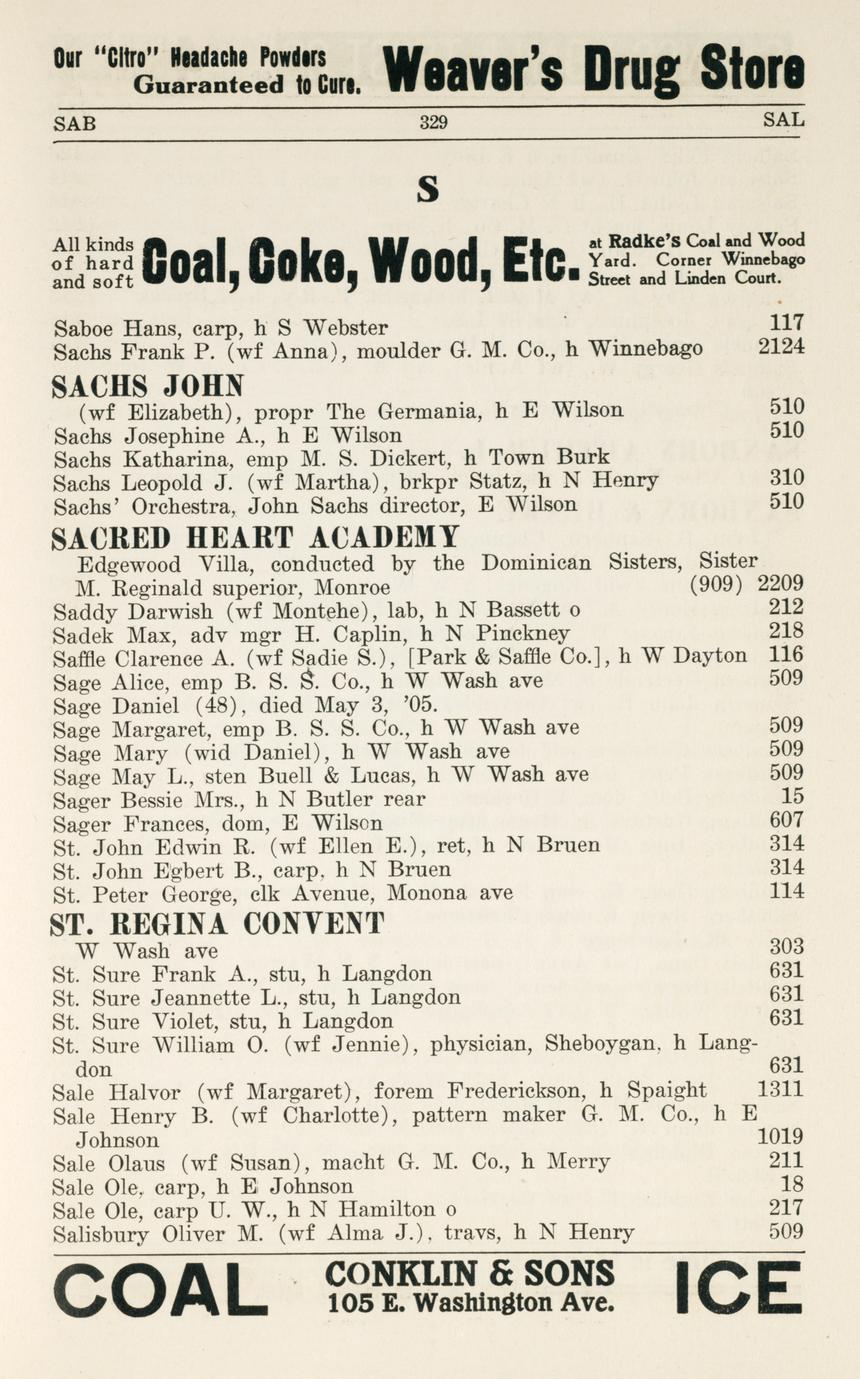 Our "Citro" Headache Powders
Guaranteed to Cure.
Weaver's Drug Store
SAB 329 SAL
S
All kinds
of hard
and soft
Coal, Coke, Wood, Etc.
at Radke's Coal and Wood
Yard. Corner Winnebago
Street and Linden Court.
Saboe Hans, carp, h S Webster 117
Sachs Frank P. (wf Anna), moulder G. M. Co., h Winnebago 2124
SACHS JOHN
(wf Elizabeth), propr The Germania, h E Wilson 510
Sachs Josephine A., h E Wilson 510
Sachs Katharina, emp M. S. Dickert, h Town Burk
Sachs Leopold J. (wf Martha), brkpr Statz, h N Henry 310
Sachs' Orchestra, John Sachs director, E Wilson 510
SACRED HEART ACADEMY
Edgewood Villa, conducted by the Dominican Sisters, Sister
M. Reginald superior, Monroe (909) 2209
Saddy Darwish (wf Montehe), lab, h N Bassett o 212
Sadek Max, adv mgr H. Caplin, h N Pinckney 218
Saffle Clarence A. (wf Sadie S.), [Park & Saffle Co.], h W Dayton 116
Sage Alice, emp B. S. S. Co., h W Wash ave 509
Sage Daniel (48), died May 3, '05.
Sage Margaret, emp B. S. S. Co., h W Wash ave 509
Sage Mary (wid Daniel), h W Wash ave 509
Sage May L., sten Buell & Lucas, h W Wash ave 509
Sager Bessie Mrs., h N Butler rear 15
Sager Frances, dom, E Wilson 607
St. John Edwin R. (wf Ellen E.), ret, h N Bruen 314
St. John Egbert B., carp, h N Bruen 314
St. Peter George, clk Avenue, Monona ave 114
ST. REGINA CONVENT
W Wash ave 303
St. Sure Frank A., stu, h Langdon 631
St. Sure Jeannette L., stu, h Langdon 631
St. Sure Violet, stu, h Langdon 631
St. Sure William O. (wf Jennie), physician, Sheboygan, h Lang-
don 631
Sale Halvor (wf Margaret), forem Frederickson, h Spaight 1311
Sale Henry B. (wf Charlotte), pattern maker G. M. Co., h E
Johnson 1019
Sale Olaus (wf Susan), macht G. M. Co., h Merry 211
Sale Ole, carp, h E Johnson 18
Sale Ole, carp U. W., h N Hamilton o 217
Salisbury Oliver M. (wf Alma J.), travs, h N Henry 509
COAL
CONKLIN & SONS
105 E. Washington Ave.
ICE